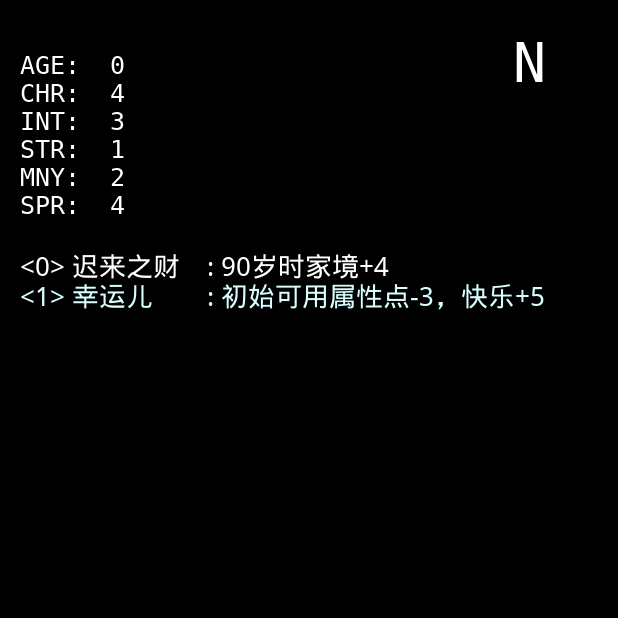 N
AGE: 0
CHR: 4
INT: 3
STR: 1
MNY: 2
SPR: 4
<0> 迟来之财 : 90岁时家境+4
<1> 幸运儿 : 初始可用属性点-3，快乐+5